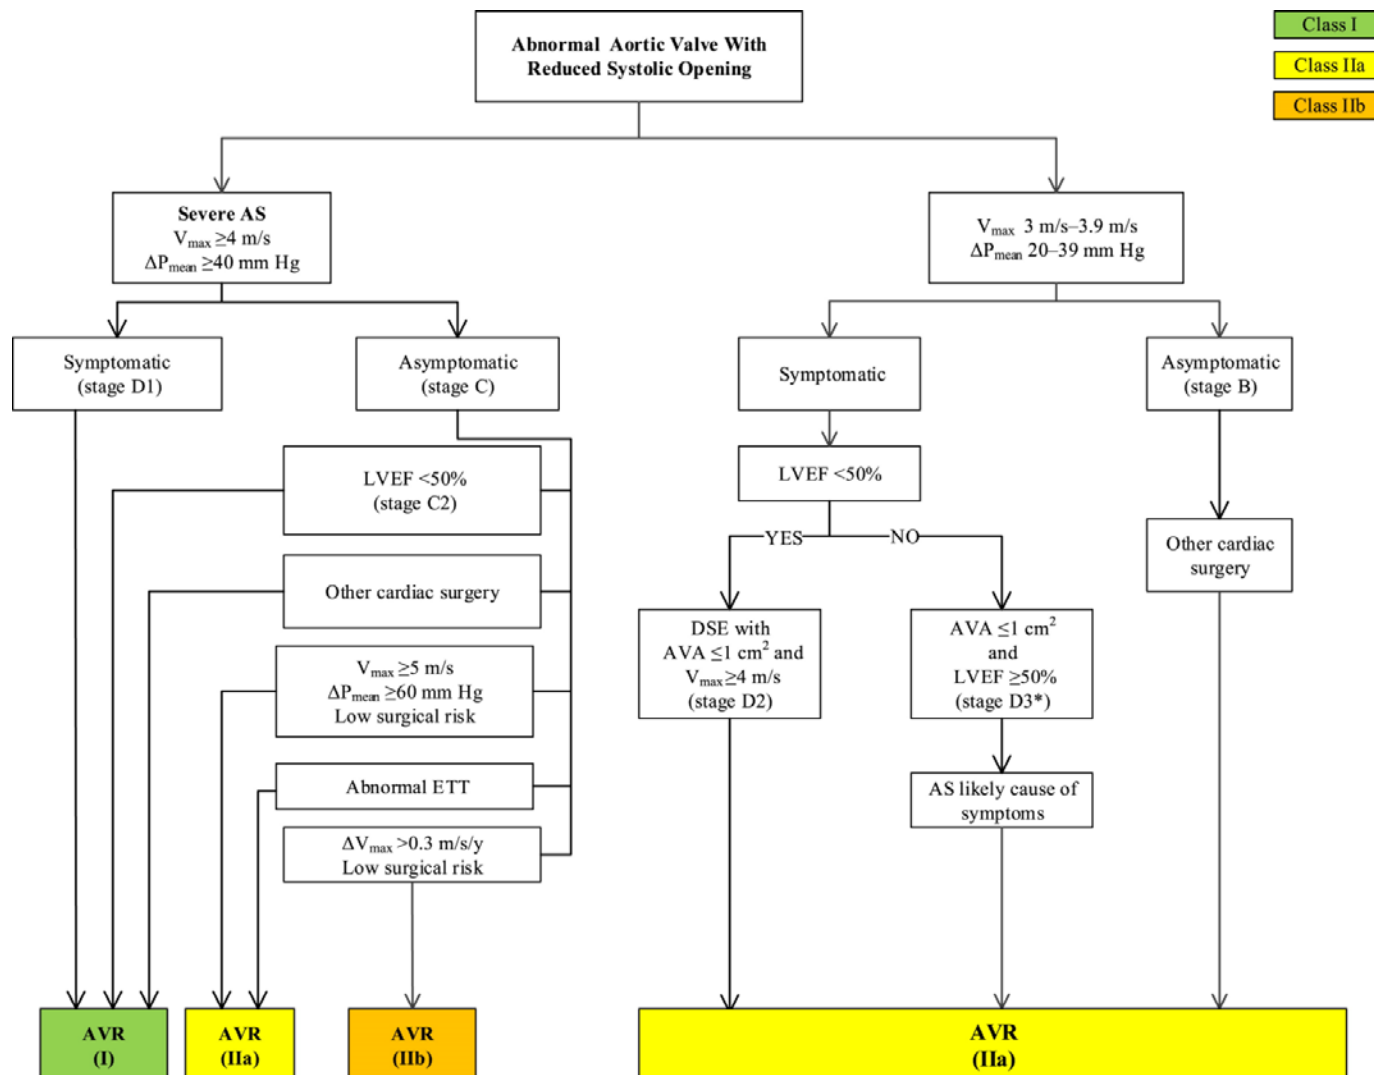 Abnormal Aortic Valve With
Reduced Systolic Opening
Class I
Class IIa
Class IIb
Severe AS
Vmax ≥4 m/s
ΔPmean ≥40 mm Hg
Vmax 3 m/s–3.9 m/s
ΔPmean 20–39 mm Hg
Symptomatic
(stage D1)
Asymptomatic
(stage C)
Symptomatic
Asymptomatic
(stage B)
LVEF <50%
(stage C2)
LVEF <50%
YES
NO
Other cardiac surgery
Other cardiac
surgery
Vmax ≥5 m/s
ΔPmean ≥60 mm Hg
Low surgical risk
DSE with
AVA ≤1 cm²and
Vmax≥4 m/s
(stage D2)
AVA ≤1 cm²
and
LVEF ≥50%
(stage D3*)
Abnormal ETT
AS likely cause of
symptoms
ΔVmax >0.3 m/s/y
Low surgical risk
AVR
(I)
AVR
(IIa)
AVR
(IIb)
AVR
(IIa)